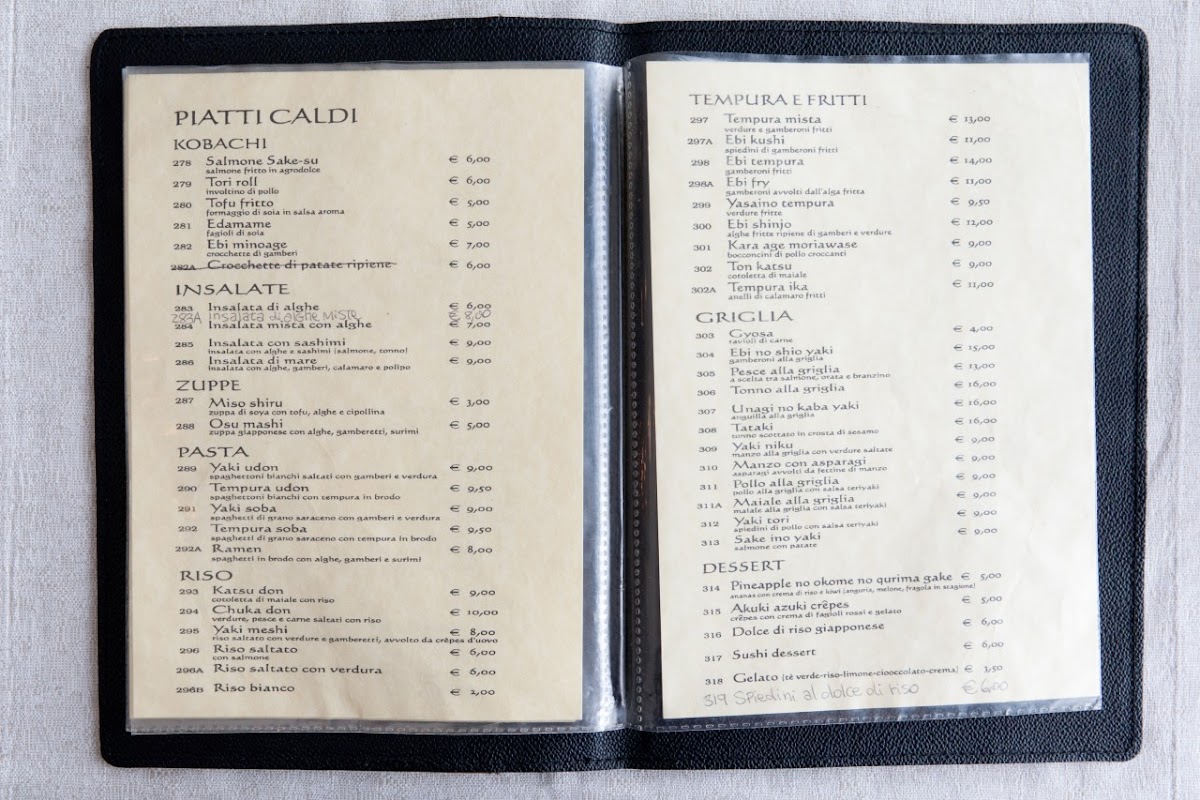 PIATTI CALDI
KOBACHI
278 Salmone Sake-su € 6,00
salmone fritto in agrodolce
279 Tori roll € 6,00
involtino di pollo
280 Tofu fritto € 5,00
formaggio di soia in salsa aroma
281 Edamame € 5,00
fagioli di soia
282 Ebi minoage € 7,00
crocchette di gamberi
282A Crocchette di patate ripiene € 6,00
INSALATE
283 Insalata di alghe € 6,00
283A Insalata di alghe Miste € 8,00
284 Insalata mista con alghe € 7,00
285 Insalata con sashimi € 9,00
insalata con alghe e sashimi (salmone, tonno)
286 Insalata di mare € 9,00
insalata con alghe, gamberi, calamaro e polipo
ZUPPE
287 Miso shiru € 3,00
zuppa di soya con tofu, alghe e cipollina
288 Osu mashi € 5,00
zuppa giapponese con alghe, gamberetti, surimi
PASTA
289 Yaki udon € 9,00
spaghettoni bianchi saltati con gamberi e verdura
290 Tempura udon € 9,50
spaghettoni bianchi con tempura in brodo
291 Yaki soba € 9,00
spaghetti di grano saraceno con gamberi e verdura
292 Tempura soba € 9,50
spaghetti di grano saraceno con tempura in brodo
292A Ramen € 8,00
spaghetti in brodo con alghe, gamberi e surimi
RISO
293 Katsu don € 9,00
cotoletta di maiale con riso
294 Chuka don € 10,00
verdure, pesce e carne saltati con riso
295 Yaki meshi € 8,00
riso saltato con verdure e gamberetti, avvolto da crêpes d'uovo
296 Riso saltato € 6,00
con salmone
296A Riso saltato con verdura € 6,00
296B Riso bianco € 2,00
TEMPURA E FRITTI
297 Tempura mista € 13,00
verdure e gamberoni fritti
297A Ebi kushi € 11,00
spiedini di gamberoni fritti
298 Ebi tempura € 14,00
gamberoni fritti
298A Ebi fry € 11,00
gamberoni avvolti dall'alga fritta
299 Yasaino tempura € 9,50
verdure fritte
300 Ebi shinjo € 12,00
alghe fritte ripiene di gamberi e verdure
301 Kara age moriawase € 9,00
bocconcini di pollo croccanti
302 Ton katsu € 9,00
cotoletta di maiale
302A Tempura ika € 11,00
anelli di calamaro fritti
GRIGLIA
303 Gyosa € 4,00
ravioli di carne
304 Ebi no shio yaki € 15,00
gamberoni alla griglia
305 Pesce alla griglia € 13,00
a scelta tra salmone, orata e branzino
306 Tonno alla griglia € 16,00
307 Unagi no kaba yaki € 16,00
anguilla alla griglia
308 Tataki € 16,00
tonno scottato in crosta di sesamo
309 Yaki niku € 9,00
manzo alla griglia con verdure saltate
310 Manzo con asparagi € 9,00
asparagi avvolti da fettine di manzo
311 Pollo alla griglia € 9,00
pollo alla griglia con salsa teriyaki
311A Maiale alla griglia € 9,00
maiale alla griglia con salsa teriyaki
312 Yaki tori € 9,00
spiedini di pollo con salsa teriyaki
313 Sake ino yaki € 9,00
salmone con patate
DESSERT
314 Pineapple no okome no qurima gake € 5,00
ananas con crema di riso e kiwi (anguria, melone, fragola in stagione)
315 Akuki azuki crêpes € 5,00
crêpes con crema di fagioli rossi e gelato
316 Dolce di riso giapponese € 6,00
317 Sushi dessert € 6,00
318 Gelato (tè verde-riso-limone-ciooccolato-crema) € 3,50
319 Spiedini al dolce di riso € 6,00